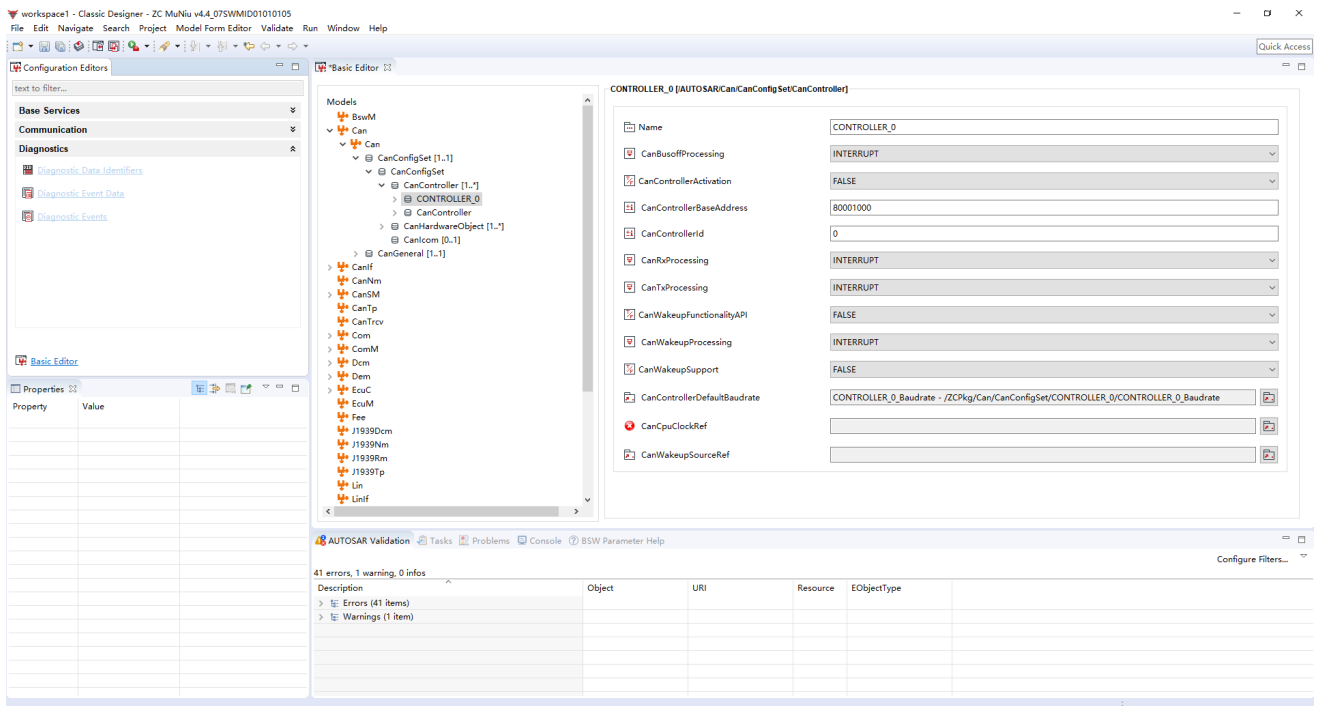 workspace1 - Classic Designer - ZC MuNiu v4.4_07SWMID01010105
File Edit Navigate Search Project Model Form Editor Validate Run Window Help
Quick Access
Configuration Editors
text to filter...
Base Services
Communication
Diagnostics
Diagnostic Data Identifiers
Diagnostic Event Data
Diagnostic Events
Basic Editor
Properties
Property Value
*Basic Editor
Models
BswM
Can
Can
CanConfigSet [1..1]
CanConfigSet
CanController [1..*]
CONTROLLER_0
CanController
CanHardwareObject [1..*]
CanIcom [0..1]
CanGeneral [1..1]
CanIf
CanNm
CanSM
CanTp
CanTrcv
Com
ComM
Dcm
Dem
EcuC
EcuM
Fee
J1939Dcm
J1939Nm
J1939Rm
J1939Tp
Lin
LinIf
CONTROLLER_0 [/AUTOSAR/Can/CanConfigSet/CanController]
Name CONTROLLER_0
CanBusoffProcessing INTERRUPT
CanControllerActivation FALSE
CanControllerBaseAddress 80001000
CanControllerId 0
CanRxProcessing INTERRUPT
CanTxProcessing INTERRUPT
CanWakeupFunctionalityAPI FALSE
CanWakeupProcessing INTERRUPT
CanWakeupSupport FALSE
CanControllerDefaultBaudrate CONTROLLER_0_Baudrate - /ZCPkg/Can/CanConfigSet/CONTROLLER_0/CONTROLLER_0_Baudrate
CanCpuClockRef
CanWakeupSourceRef
AUTOSAR Validation Tasks Problems Console BSW Parameter Help
Configure Filters...
41 errors, 1 warning, 0 infos
Description Object URI Resource EObjectType
Errors (41 items)
Warnings (1 item)